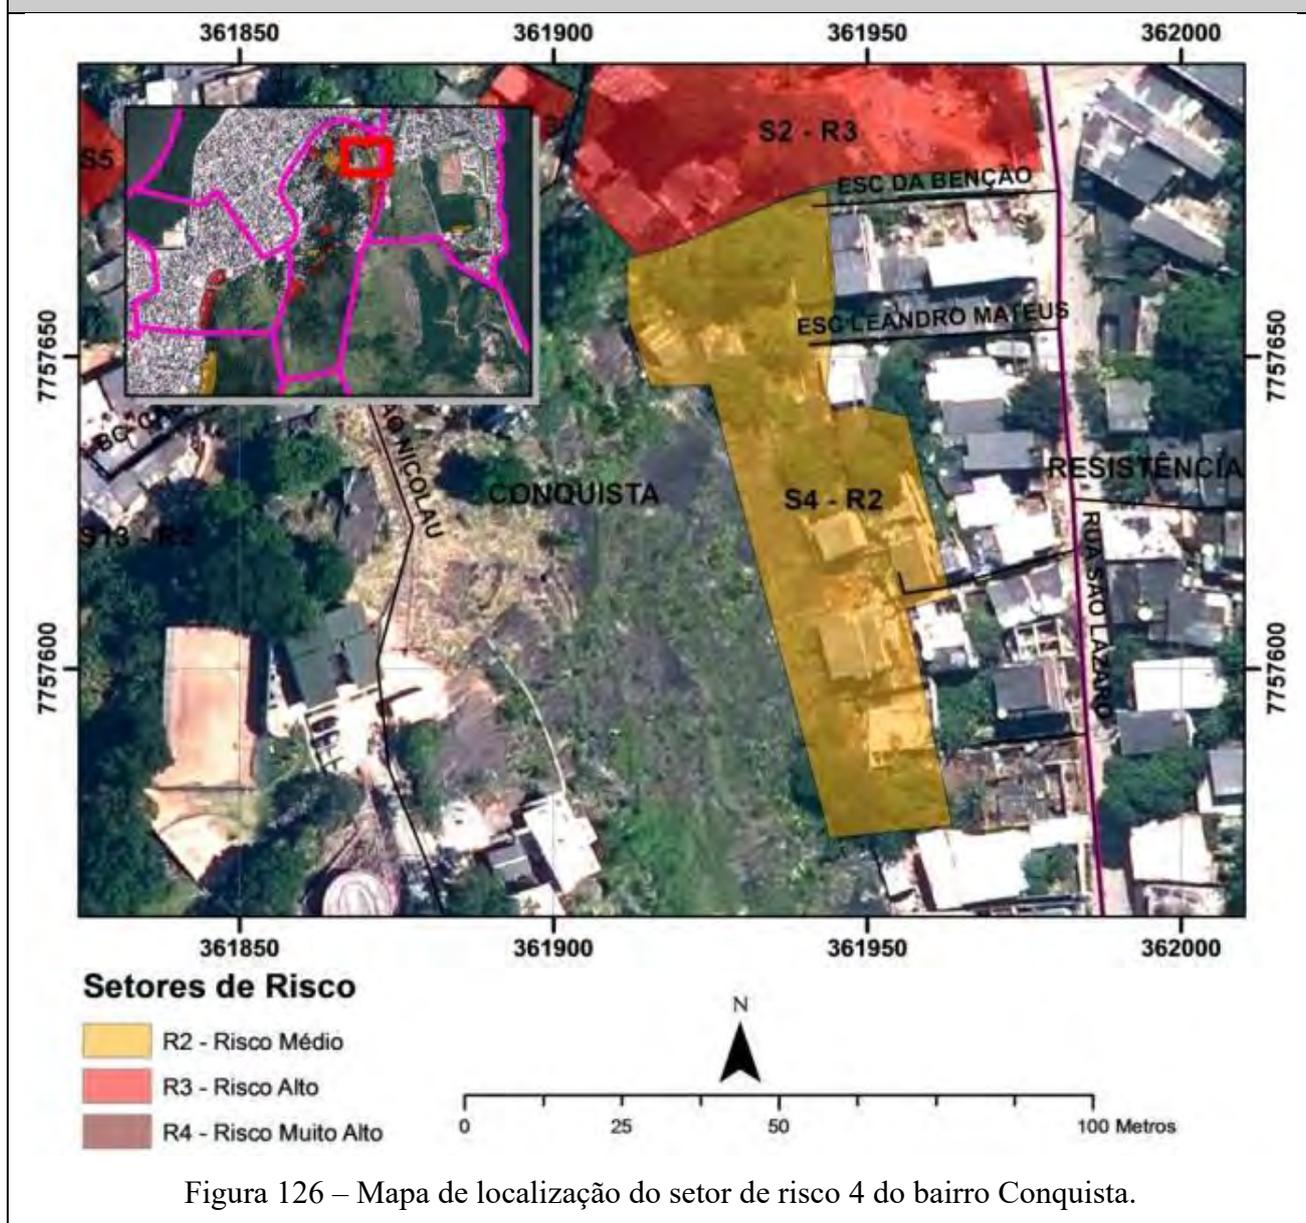 361850 361900 361950 362000
S2 - R3
S5
ESC DA BENÇÃO
ESC LEANDRO MATEUS
7757650 7757650
NICOLAU
CONQUISTA
S4 - R2
RESISTÊNCIA
S13 - R2
RUA SÃO LÁZARO
7757600 7757600
361850 361900 361950 362000
Setores de Risco
R2 - Risco Médio
R3 - Risco Alto
R4 - Risco Muito Alto
N
0 25 50 100 Metros
Figura 126 – Mapa de localização do setor de risco 4 do bairro Conquista.